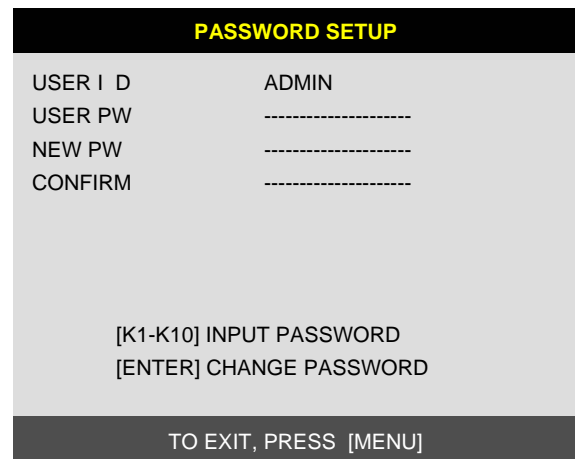 PASSWORD SETUP
USER I D ADMIN
USER PW ---------------------
NEW PW ---------------------
CONFIRM ---------------------
[K1-K10] INPUT PASSWORD
[ENTER] CHANGE PASSWORD
TO EXIT, PRESS [MENU]